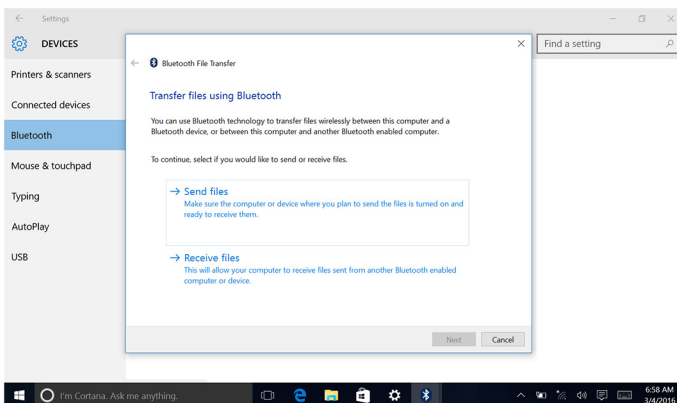 Settings
DEVICES
Find a setting
Printers & scanners
Connected devices
Bluetooth
Mouse & touchpad
Typing
AutoPlay
USB
Bluetooth File Transfer
Transfer files using Bluetooth
You can use Bluetooth technology to transfer files wirelessly between this computer and a
Bluetooth device, or between this computer and another Bluetooth enabled computer.
To continue, select if you would like to send or receive files.
Send files
Make sure the computer or device where you plan to send the files is turned on and
ready to receive them.
Receive files
This will allow your computer to receive files sent from another Bluetooth enabled
computer or device.
Next
Cancel
I'm Cortana. Ask me anything.
6:58 AM
3/4/2016